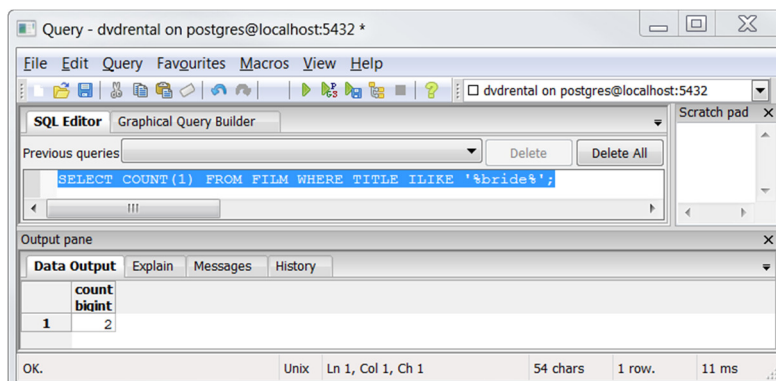 Query - dvdrental on postgres@localhost:5432 *
File Edit Query Favourites Macros View Help
dvdrental on postgres@localhost:5432
SQL Editor Graphical Query Builder
Scratch pad
Previous queries Delete Delete All
SELECT COUNT(1) FROM FILM WHERE TITLE ILIKE '%bride%';
Output pane
Data Output Explain Messages History
count
bigint
1 2
OK. Unix Ln 1, Col 1, Ch 1 54 chars 1 row. 11 ms